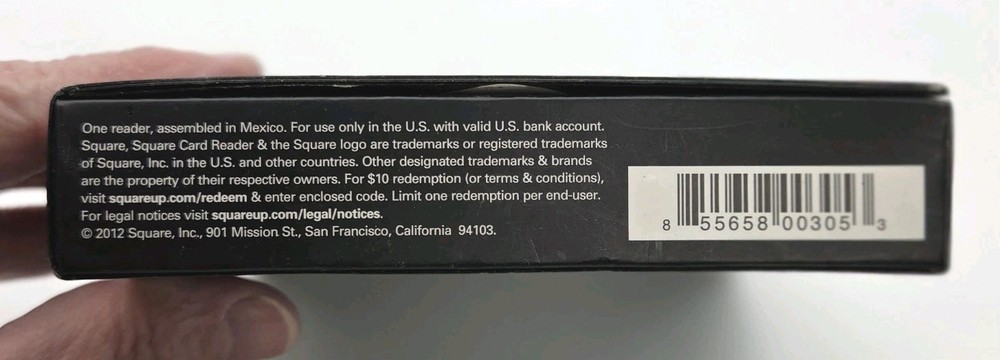 One reader, assembled in Mexico. For use only in the U.S. with valid U.S. bank account.
Square, Square Card Reader & the Square logo are trademarks or registered trademarks
of Square, Inc. in the U.S. and other countries. Other designated trademarks & brands
are the property of their respective owners. For $10 redemption (or terms & conditions),
visit squareup.com/redeem & enter enclosed code. Limit one redemption per end-user.
For legal notices visit squareup.com/legal/notices.
© 2012 Square, Inc., 901 Mission St., San Francisco, California 94103.
8 55658 00305 3